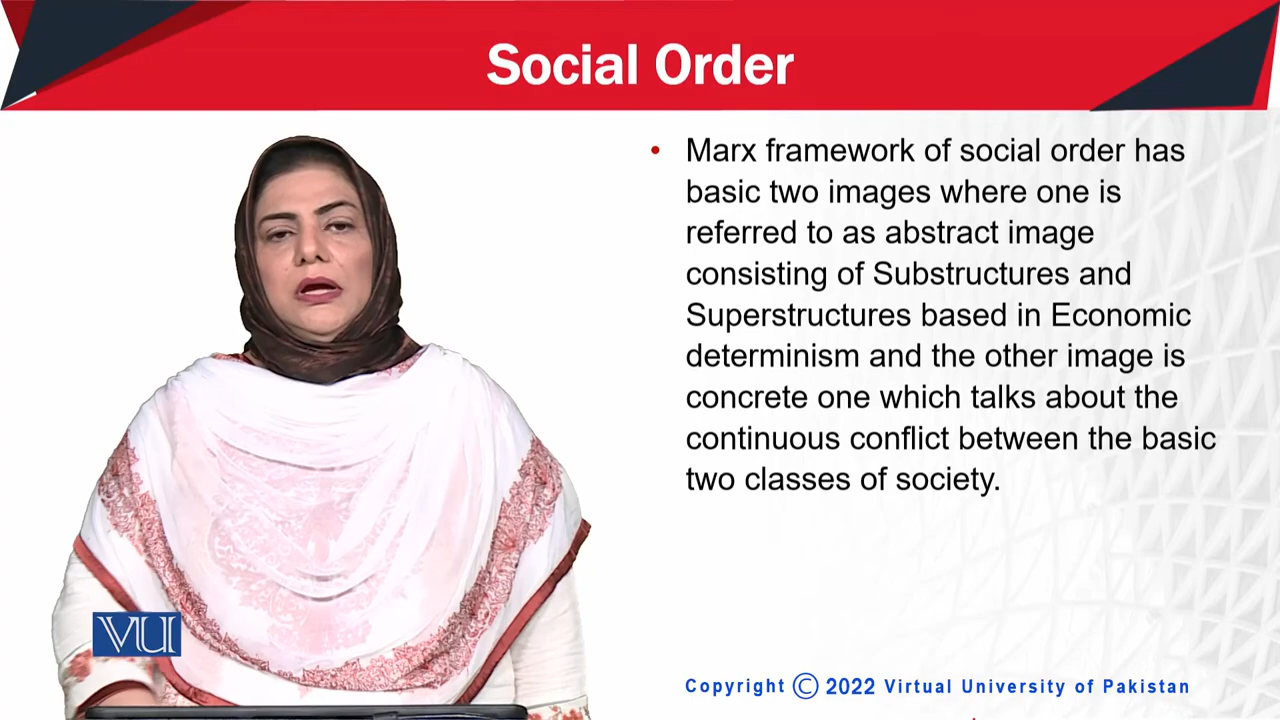 Social Order
• Marx framework of social order has
basic two images where one is
referred to as abstract image
consisting of Substructures and
Superstructures based in Economic
determinism and the other image is
concrete one which talks about the
continuous conflict between the basic
two classes of society.
VU
Copyright © 2022 Virtual University of Pakistan